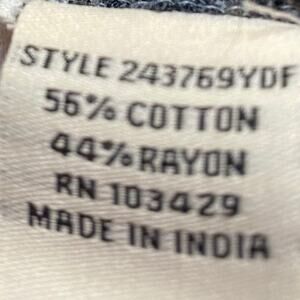 STYLE 243769YDF
56% COTTON
44% RAYON
RN 103429
MADE IN INDIA